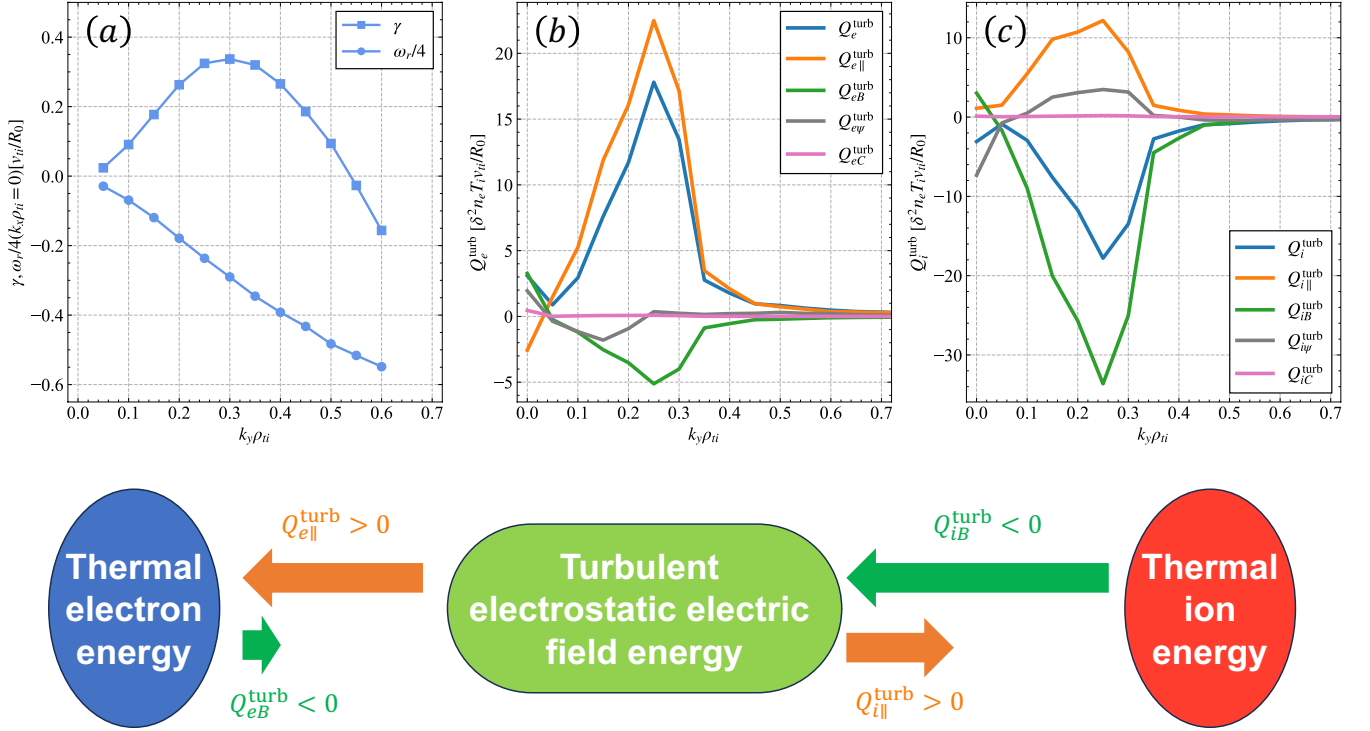 (a)
γ
ω_r/4
0.4
0.2
0.0
−0.2
−0.4
−0.6
γ, ω_r/4(k_xρ_ti = 0)[v_ti/R_0]
0.0 0.1 0.2 0.3 0.4 0.5 0.6 0.7
k_yρ_ti
(b)
Q_e^turb
Q_e∥^turb
Q_eB^turb
Q_eψ^turb
Q_eC^turb
20
15
10
5
0
−5
Q_e^turb [δ^2n_eT_iv_ti/R_0]
0.0 0.1 0.2 0.3 0.4 0.5 0.6 0.7
k_yρ_ti
(c)
10
0
−10
−20
−30
Q_i^turb [δ^2n_eT_iv_ti/R_0]
Q_i^turb
Q_i∥^turb
Q_iB^turb
Q_iψ^turb
Q_iC^turb
0.0 0.1 0.2 0.3 0.4 0.5 0.6 0.7
k_yρ_ti
Thermal
electron
energy
Q_e∥^turb > 0
Q_eB^turb < 0
Turbulent
electrostatic electric
field energy
Q_iB^turb < 0
Q_i∥^turb > 0
Thermal
ion
energy